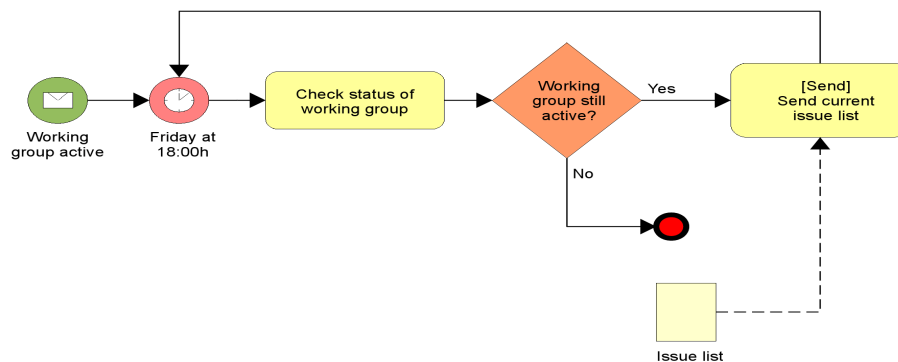 Working
group active
Friday at
18:00h
Check status of
working group
Working
group still
active?
Yes
No
[Send]
Send current
issue list
Issue list